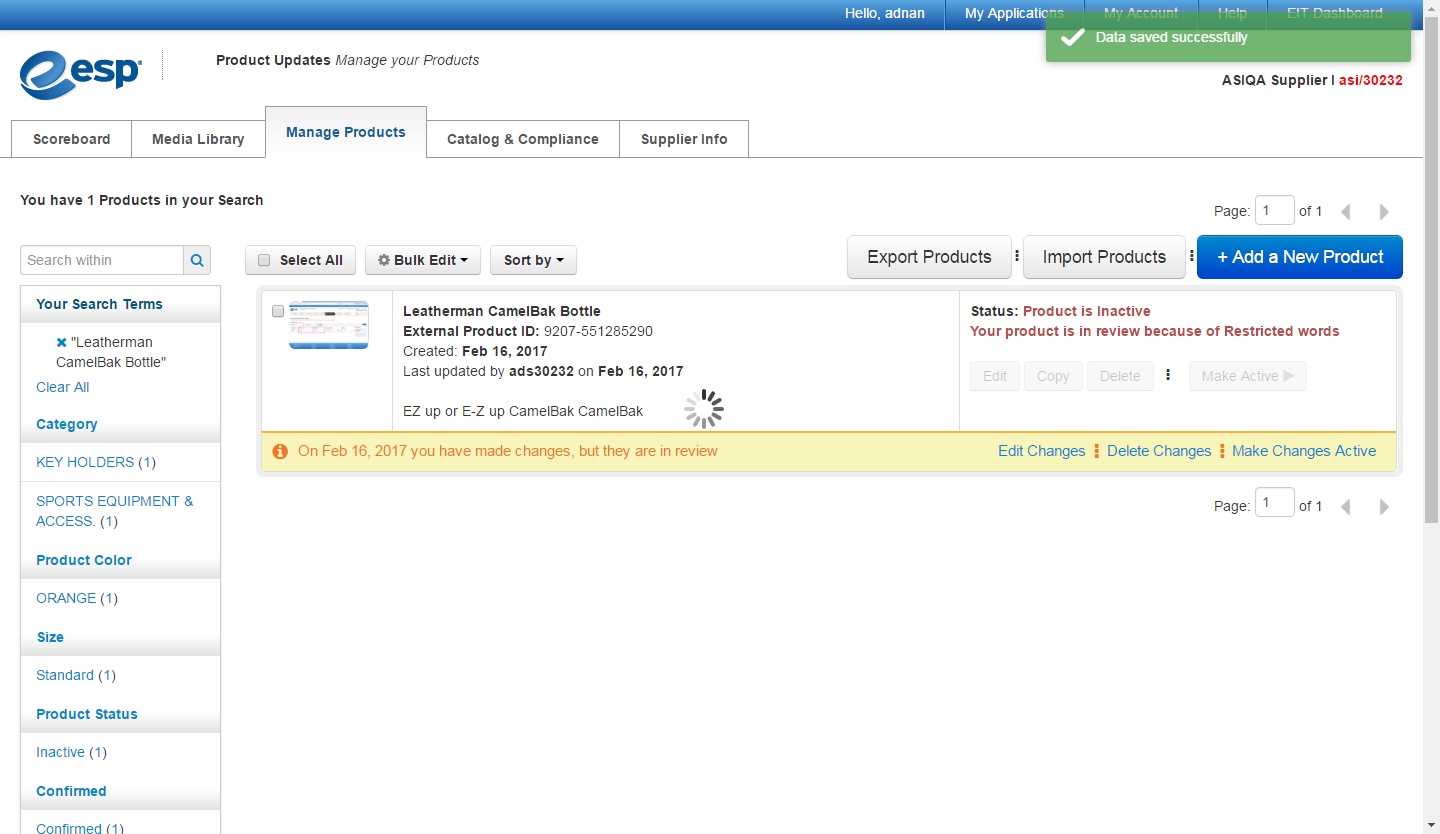 Hello, adnan
My Applications
My Account
Help
EIT Dashboard
Data saved successfully
esp
Product Updates Manage your Products
ASIQA Supplier | asi/30232
Scoreboard
Media Library
Manage Products
Catalog & Compliance
Supplier Info
You have 1 Products in your Search
Page: 1 of 1
Search within
Select All
Bulk Edit
Sort by
Export Products
Import Products
+ Add a New Product
Your Search Terms
"Leatherman
CamelBak Bottle"
Clear All
Category
KEY HOLDERS (1)
SPORTS EQUIPMENT &
ACCESS. (1)
Product Color
ORANGE (1)
Size
Standard (1)
Product Status
Inactive (1)
Confirmed
Confirmed (1)
Leatherman CamelBak Bottle
External Product ID: 9207-551285290
Created: Feb 16, 2017
Last updated by ads30232 on Feb 16, 2017
EZ up or E-Z up CamelBak CamelBak
Status: Product is Inactive
Your product is in review because of Restricted words
Edit
Copy
Delete
Make Active
On Feb 16, 2017 you have made changes, but they are in review
Edit Changes
Delete Changes
Make Changes Active
Page: 1 of 1